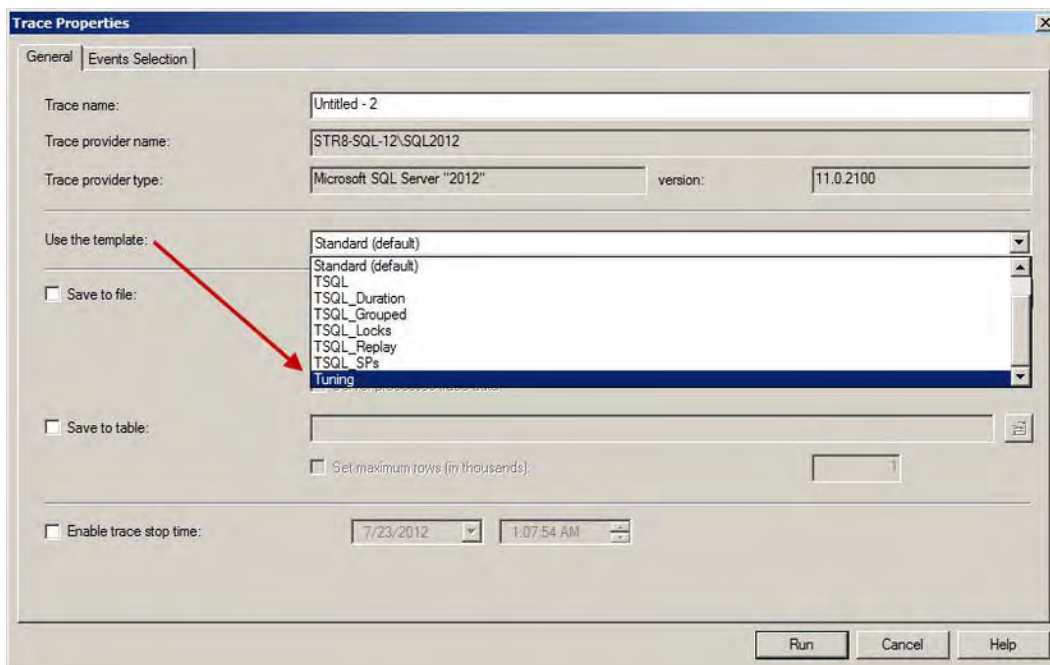 Trace Properties
General
Events Selection
Trace name:
Untitled - 2
Trace provider name:
STR8-SQL-12\SQL2012
Trace provider type:
Microsoft SQL Server "2012"
version:
11.0.2100
Use the template:
Standard (default)
Standard (default)
TSQL
TSQL_Duration
TSQL_Grouped
TSQL_Locks
TSQL_Replay
TSQL_SPs
Tuning
Save to file:
Save to table:
Set maximum rows (in thousands):
1
Enable trace stop time:
7/23/2012
1:07:54 AM
Run
Cancel
Help